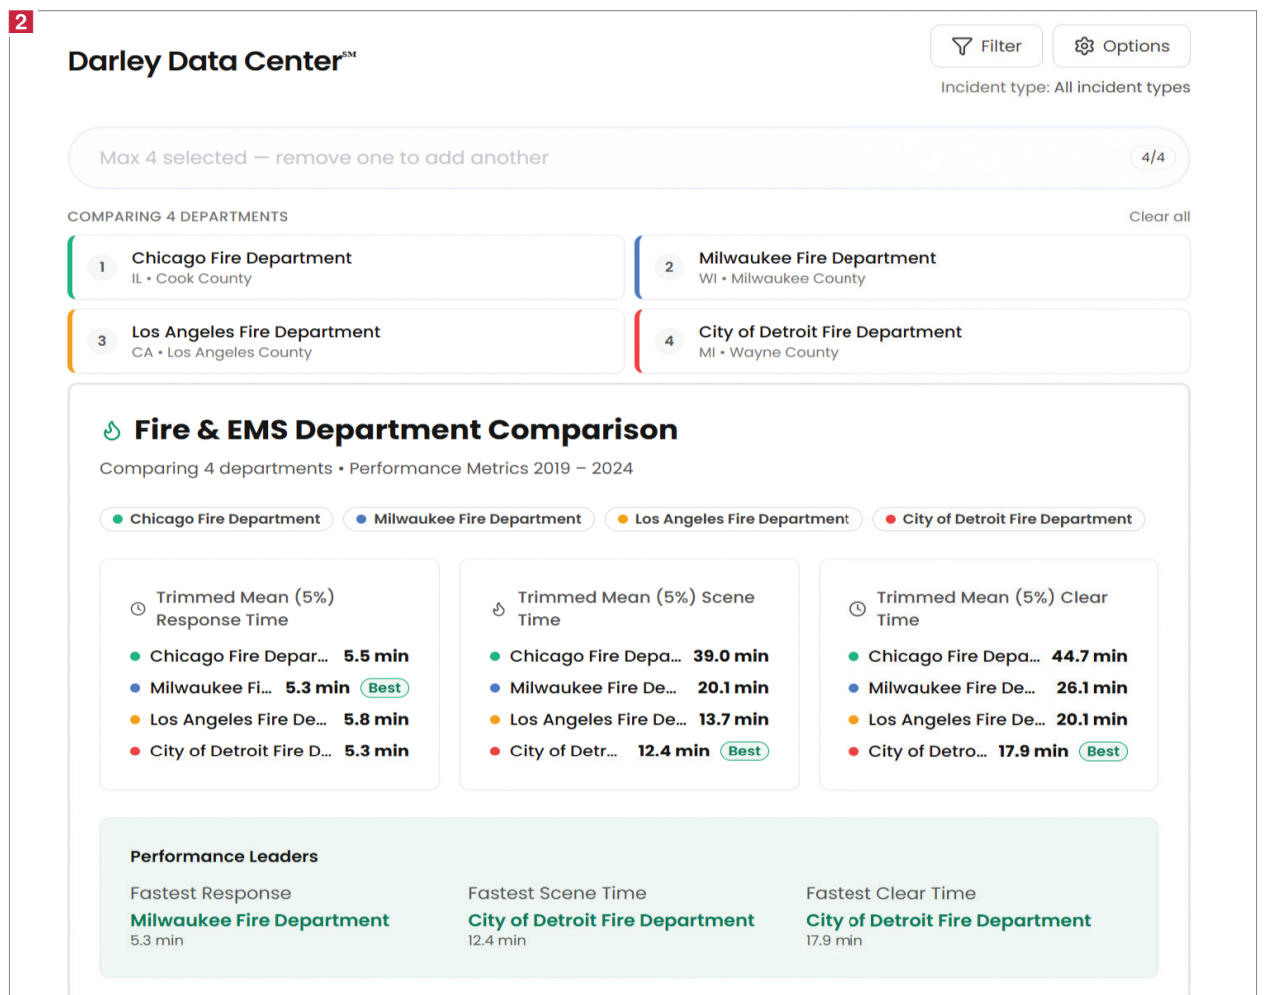 2
Darley Data Center℠
Filter
Options
Incident type: All incident types
Max 4 selected — remove one to add another
4/4
COMPARING 4 DEPARTMENTS
Clear all
1
Chicago Fire Department
IL • Cook County
2
Milwaukee Fire Department
WI • Milwaukee County
3
Los Angeles Fire Department
CA • Los Angeles County
4
City of Detroit Fire Department
MI • Wayne County
Fire & EMS Department Comparison
Comparing 4 departments • Performance Metrics 2019 – 2024
Chicago Fire Department
Milwaukee Fire Department
Los Angeles Fire Department
City of Detroit Fire Department
Trimmed Mean (5%)
Response Time
Chicago Fire Depar... 5.5 min
Milwaukee Fi... 5.3 min Best
Los Angeles Fire De... 5.8 min
City of Detroit Fire D... 5.3 min
Trimmed Mean (5%) Scene
Time
Chicago Fire Depa... 39.0 min
Milwaukee Fire De... 20.1 min
Los Angeles Fire De... 13.7 min
City of Detr... 12.4 min Best
Trimmed Mean (5%) Clear
Time
Chicago Fire Depa... 44.7 min
Milwaukee Fire De... 26.1 min
Los Angeles Fire De... 20.1 min
City of Detro... 17.9 min Best
Performance Leaders
Fastest Response
Milwaukee Fire Department
5.3 min
Fastest Scene Time
City of Detroit Fire Department
12.4 min
Fastest Clear Time
City of Detroit Fire Department
17.9 min